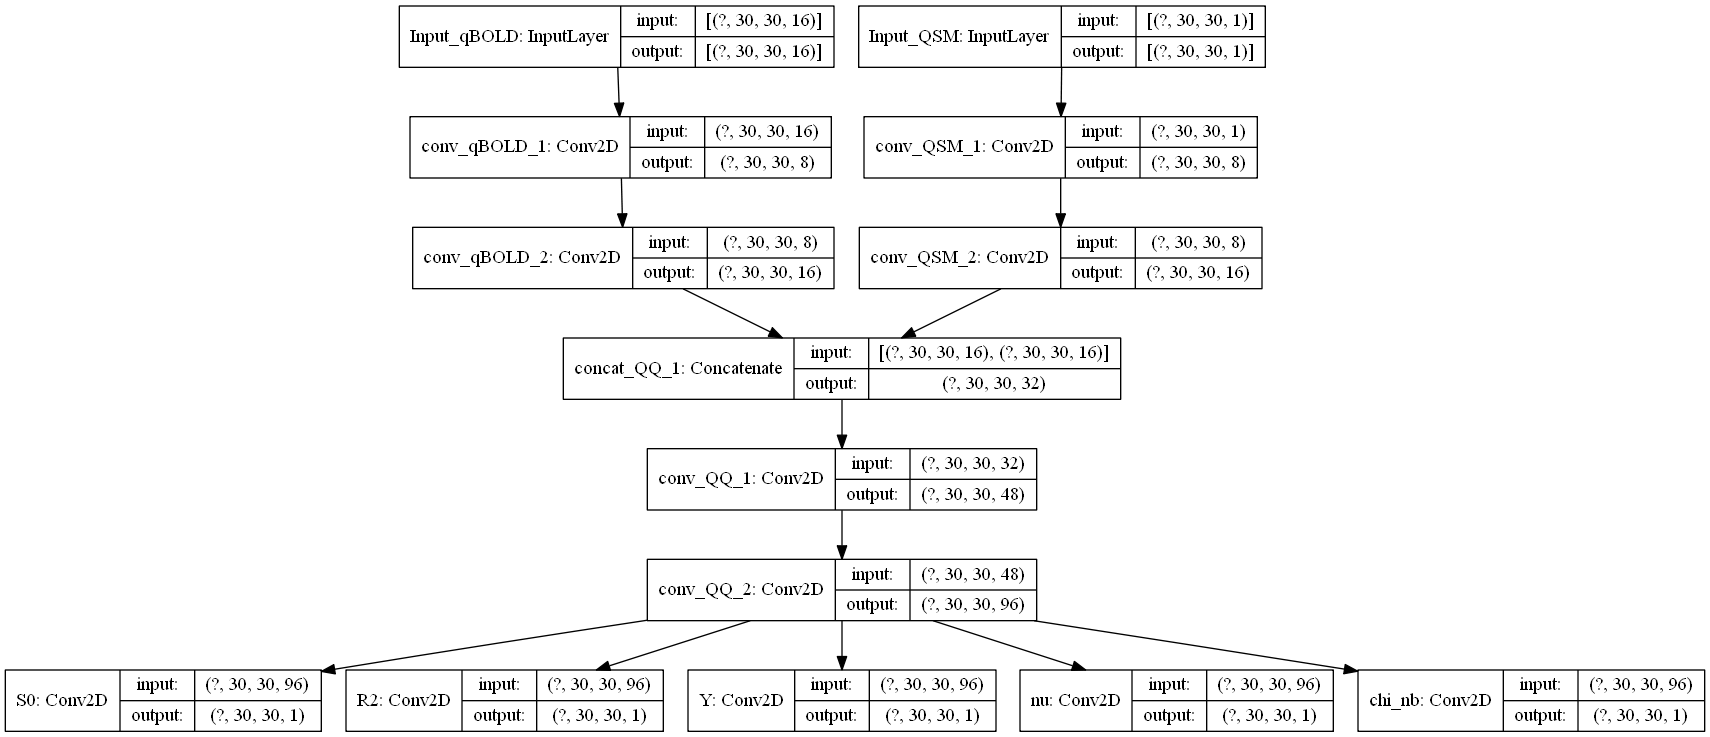 Input_qBOLD: InputLayer input: [(?, 30, 30, 16)] output: [(?, 30, 30, 16)]
Input_QSM: InputLayer input: [(?, 30, 30, 1)] output: [(?, 30, 30, 1)]
conv_qBOLD_1: Conv2D input: (?, 30, 30, 16) output: (?, 30, 30, 8)
conv_QSM_1: Conv2D input: (?, 30, 30, 1) output: (?, 30, 30, 8)
conv_qBOLD_2: Conv2D input: (?, 30, 30, 8) output: (?, 30, 30, 16)
conv_QSM_2: Conv2D input: (?, 30, 30, 8) output: (?, 30, 30, 16)
concat_QQ_1: Concatenate input: [(?, 30, 30, 16), (?, 30, 30, 16)] output: (?, 30, 30, 32)
conv_QQ_1: Conv2D input: (?, 30, 30, 32) output: (?, 30, 30, 48)
conv_QQ_2: Conv2D input: (?, 30, 30, 48) output: (?, 30, 30, 96)
S0: Conv2D input: (?, 30, 30, 96) output: (?, 30, 30, 1)
R2: Conv2D input: (?, 30, 30, 96) output: (?, 30, 30, 1)
Y: Conv2D input: (?, 30, 30, 96) output: (?, 30, 30, 1)
nu: Conv2D input: (?, 30, 30, 96) output: (?, 30, 30, 1)
chi_nb: Conv2D input: (?, 30, 30, 96) output: (?, 30, 30, 1)